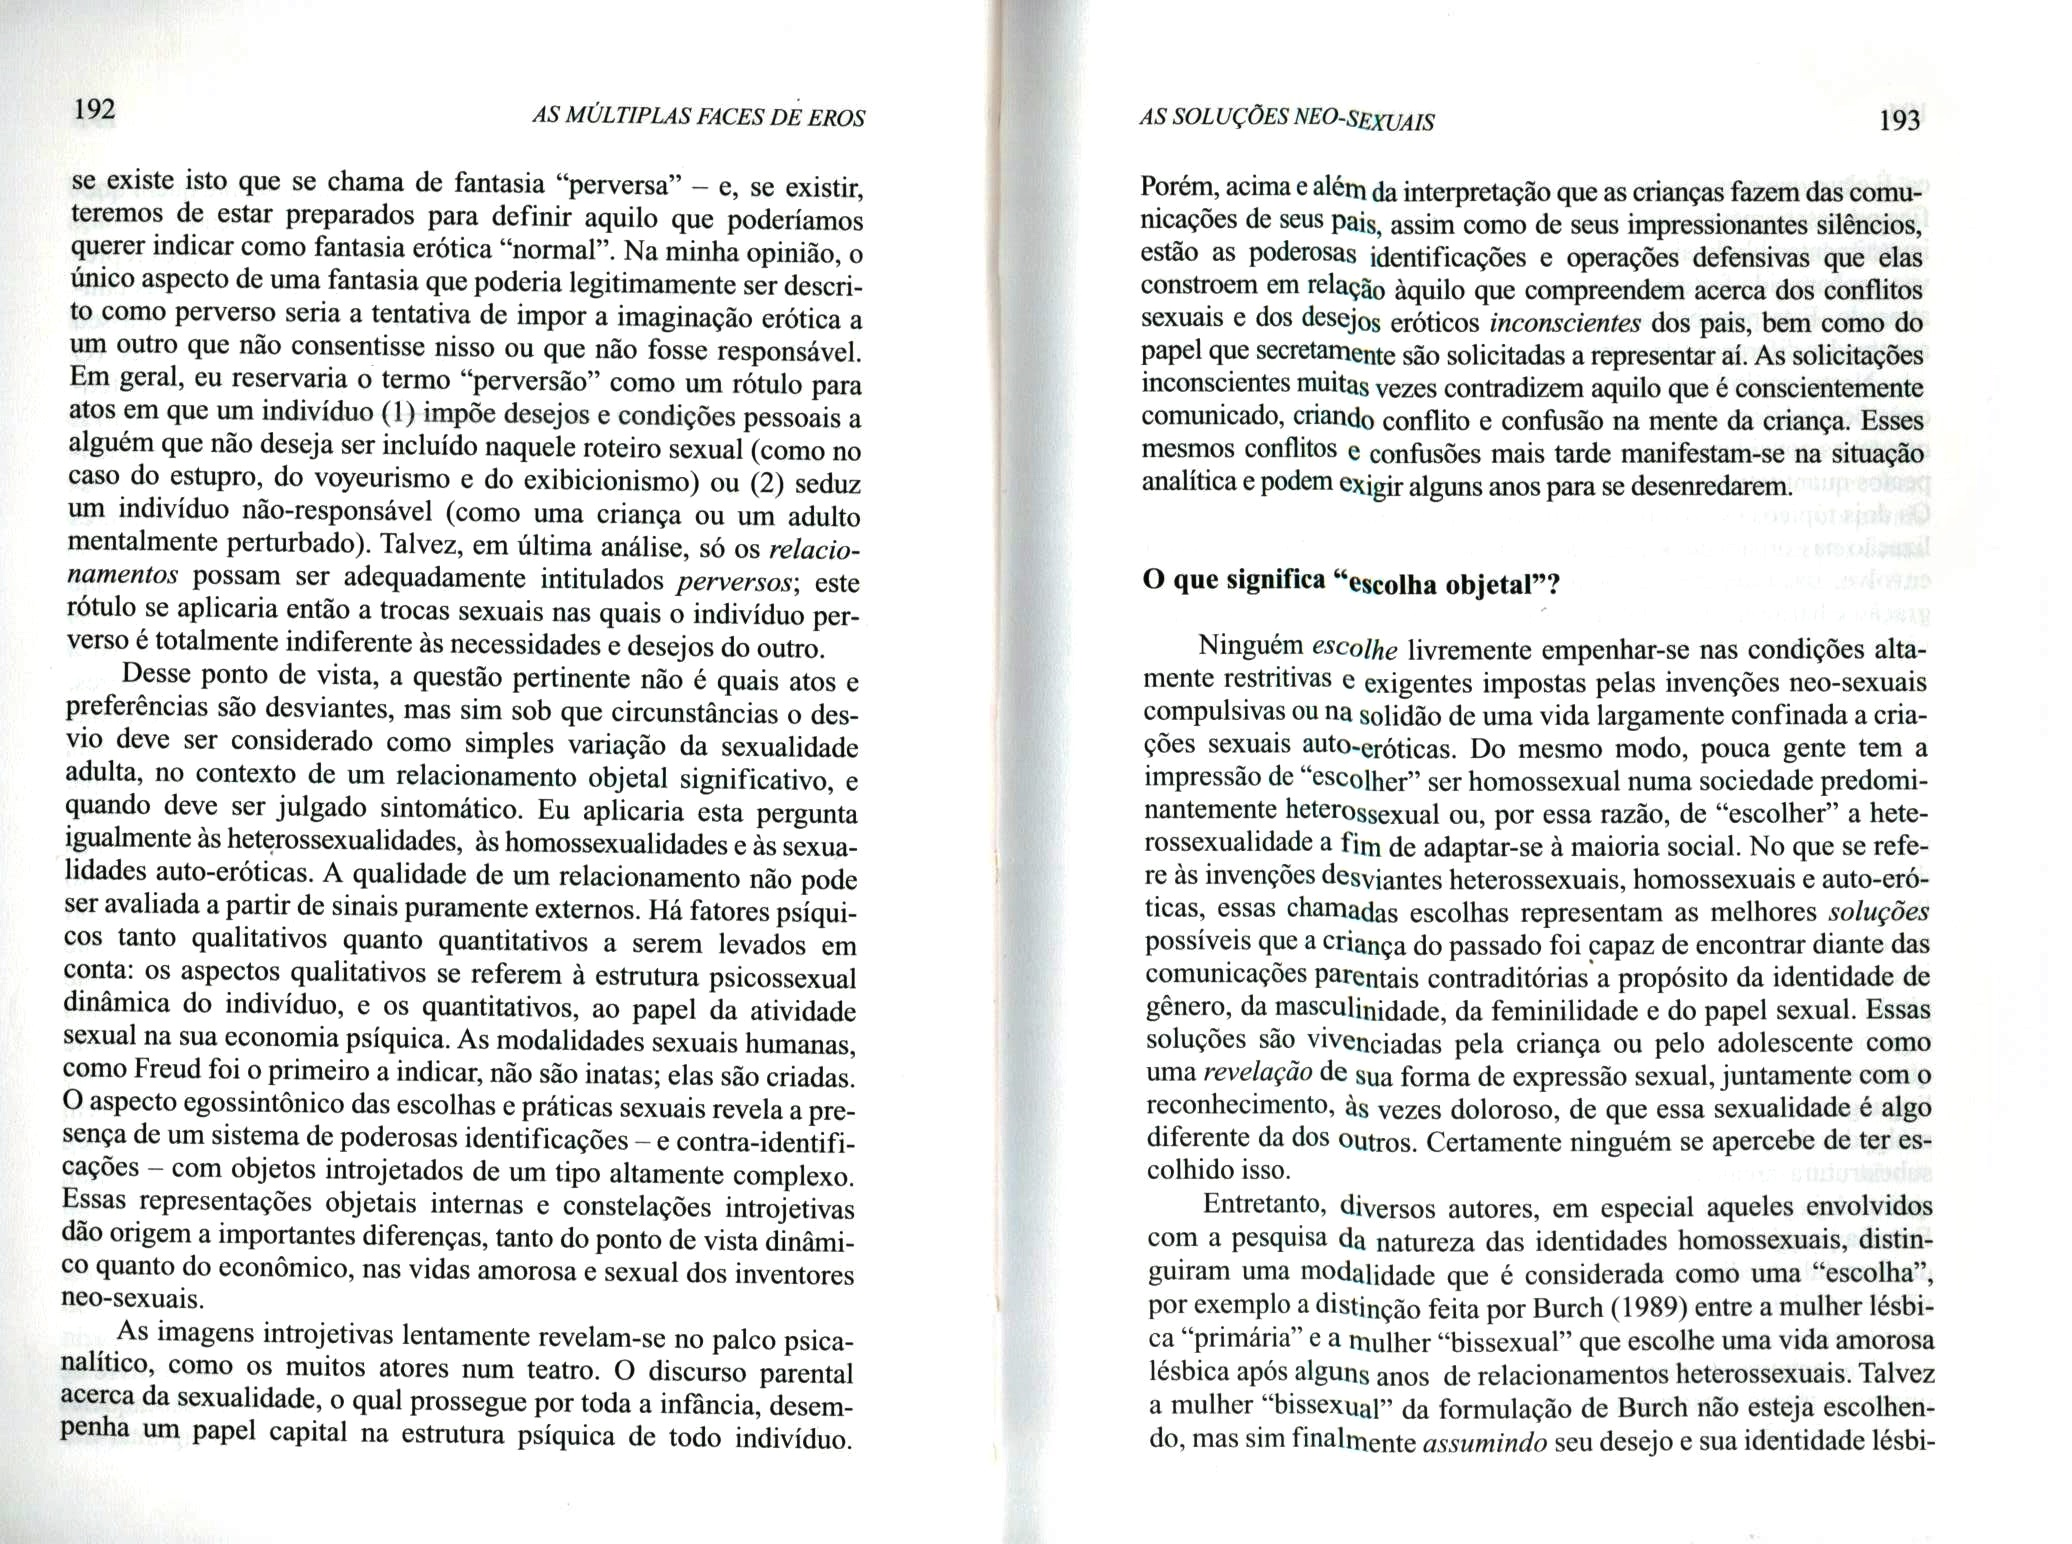 192
AS MÚLTIPLAS FACES DE EROS
se existe isto que se chama de fantasia “perversa” – e, se existir,
teremos de estar preparados para definir aquilo que poderíamos
querer indicar como fantasia erótica “normal”. Na minha opinião, o
único aspecto de uma fantasia que poderia legitimamente ser descri-
to como perverso seria a tentativa de impor a imaginação erótica a
um outro que não consentisse nisso ou que não fosse responsável.
Em geral, eu reservaria o termo “perversão” como um rótulo para
atos em que um indivíduo (1) impõe desejos e condições pessoais a
alguém que não deseja ser incluído naquele roteiro sexual (como no
caso do estupro, do voyeurismo e do exibicionismo) ou (2) seduz
um indivíduo não-responsável (como uma criança ou um adulto
mentalmente perturbado). Talvez, em última análise, só os relacio-
namentos possam ser adequadamente intitulados perversos; este
rótulo se aplicaria então a trocas sexuais nas quais o indivíduo per-
verso é totalmente indiferente às necessidades e desejos do outro.
Desse ponto de vista, a questão pertinente não é quais atos e
preferências são desviantes, mas sim sob que circunstâncias o des-
vio deve ser considerado como simples variação da sexualidade
adulta, no contexto de um relacionamento objetal significativo, e
quando deve ser julgado sintomático. Eu aplicaria esta pergunta
igualmente às heterossexualidades, às homossexualidades e às sexua-
lidades auto-eróticas. A qualidade de um relacionamento não pode
ser avaliada a partir de sinais puramente externos. Há fatores psíqui-
cos tanto qualitativos quanto quantitativos a serem levados em
conta: os aspectos qualitativos se referem à estrutura psicossexual
dinâmica do indivíduo, e os quantitativos, ao papel da atividade
sexual na sua economia psíquica. As modalidades sexuais humanas,
como Freud foi o primeiro a indicar, não são inatas; elas são criadas.
O aspecto egossintônico das escolhas e práticas sexuais revela a pre-
sença de um sistema de poderosas identificações – e contra-identifi-
cações – com objetos introjetados de um tipo altamente complexo.
Essas representações objetais internas e constelações introjetivas
dão origem a importantes diferenças, tanto do ponto de vista dinâmi-
co quanto do econômico, nas vidas amorosa e sexual dos inventores
neo-sexuais.
As imagens introjetivas lentamente revelam-se no palco psica-
nalítico, como os muitos atores num teatro. O discurso parental
acerca da sexualidade, o qual prossegue por toda a infância, desem-
penha um papel capital na estrutura psíquica de todo indivíduo.
AS SOLUÇÕES NEO-SEXUAIS
193
Porém, acima e além da interpretação que as crianças fazem das comu-
nicações de seus pais, assim como de seus impressionantes silêncios,
estão as poderosas identificações e operações defensivas que elas
constroem em relação àquilo que compreendem acerca dos conflitos
sexuais e dos desejos eróticos inconscientes dos pais, bem como do
papel que secretamente são solicitadas a representar aí. As solicitações
inconscientes muitas vezes contradizem aquilo que é conscientemente
comunicado, criando conflito e confusão na mente da criança. Esses
mesmos conflitos e confusões mais tarde manifestam-se na situação
analítica e podem exigir alguns anos para se desenredarem.
O que significa “escolha objetal”?
Ninguém escolhe livremente empenhar-se nas condições alta-
mente restritivas e exigentes impostas pelas invenções neo-sexuais
compulsivas ou na solidão de uma vida largamente confinada a cria-
ções sexuais auto-eróticas. Do mesmo modo, pouca gente tem a
impressão de “escolher” ser homossexual numa sociedade predomi-
nantemente heterossexual ou, por essa razão, de “escolher” a hete-
rossexualidade a fim de adaptar-se à maioria social. No que se refe-
re às invenções desviantes heterossexuais, homossexuais e auto-eró-
ticas, essas chamadas escolhas representam as melhores soluções
possíveis que a criança do passado foi capaz de encontrar diante das
comunicações parentais contraditórias a propósito da identidade de
gênero, da masculinidade, da feminilidade e do papel sexual. Essas
soluções são vivenciadas pela criança ou pelo adolescente como
uma revelação de sua forma de expressão sexual, juntamente com o
reconhecimento, às vezes doloroso, de que essa sexualidade é algo
diferente da dos outros. Certamente ninguém se apercebe de ter es-
colhido isso.
Entretanto, diversos autores, em especial aqueles envolvidos
com a pesquisa da natureza das identidades homossexuais, distin-
guiram uma modalidade que é considerada como uma “escolha”,
por exemplo a distinção feita por Burch (1989) entre a mulher lésbi-
ca “primária” e a mulher “bissexual” que escolhe uma vida amorosa
lésbica após alguns anos de relacionamentos heterossexuais. Talvez
a mulher “bissexual” da formulação de Burch não esteja escolhen-
do, mas sim finalmente assumindo seu desejo e sua identidade lésbi-